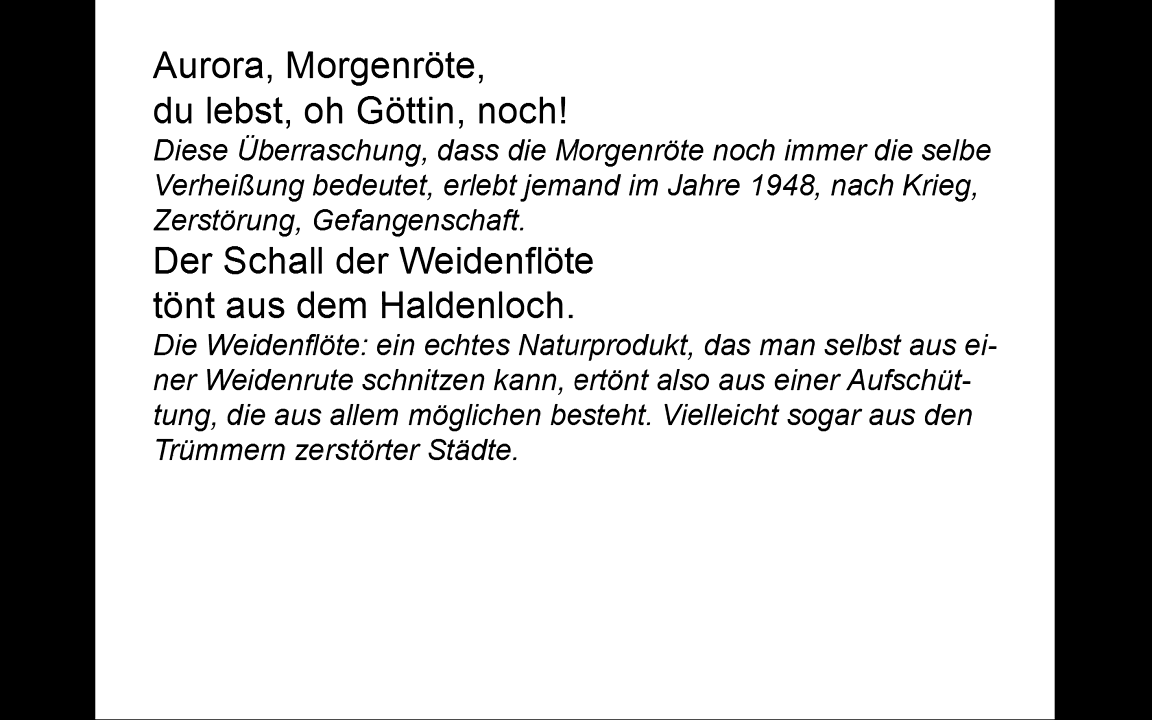 Aurora, Morgenröte,
du lebst, oh Göttin, noch!
Diese Überraschung, dass die Morgenröte noch immer die selbe
Verheißung bedeutet, erlebt jemand im Jahre 1948, nach Krieg,
Zerstörung, Gefangenschaft.
Der Schall der Weidenflöte
tönt aus dem Haldenloch.
Die Weidenflöte: ein echtes Naturprodukt, das man selbst aus ei-
ner Weidenrute schnitzen kann, ertönt also aus einer Aufschüt-
tung, die aus allem möglichen besteht. Vielleicht sogar aus den
Trümmern zerstörter Städte.